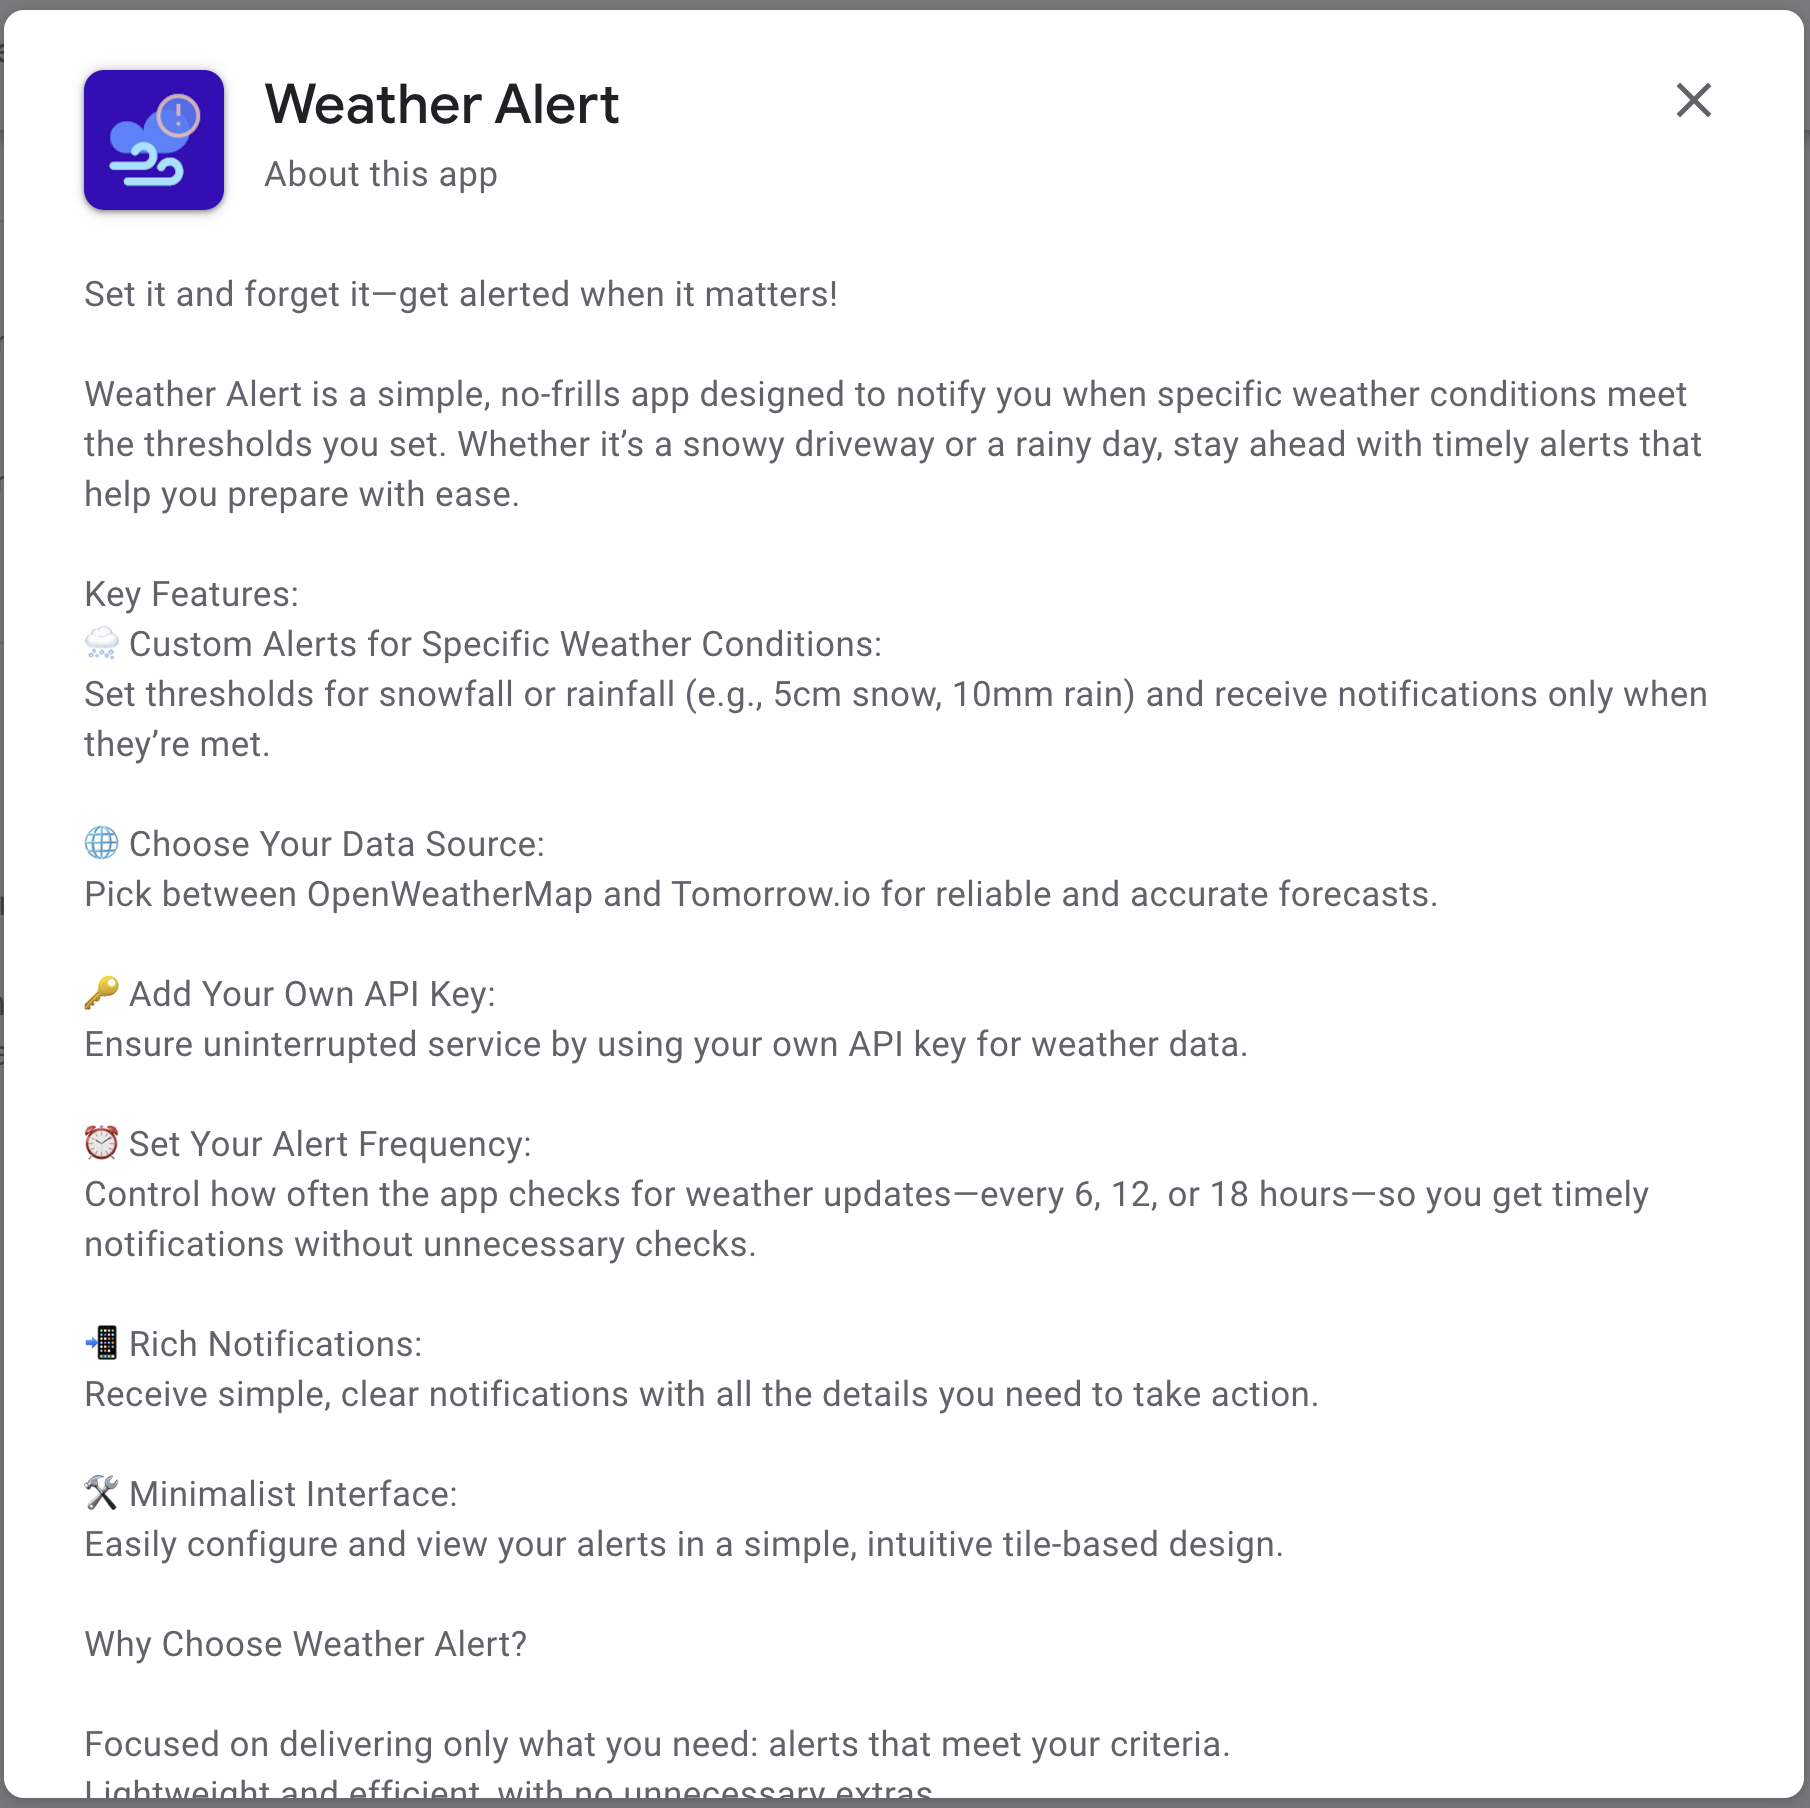 Weather Alert
About this app
Set it and forget it—get alerted when it matters!
Weather Alert is a simple, no-frills app designed to notify you when specific weather conditions meet
the thresholds you set. Whether it’s a snowy driveway or a rainy day, stay ahead with timely alerts that
help you prepare with ease.
Key Features:
🌨️ Custom Alerts for Specific Weather Conditions:
Set thresholds for snowfall or rainfall (e.g., 5cm snow, 10mm rain) and receive notifications only when
they’re met.
🌐 Choose Your Data Source:
Pick between OpenWeatherMap and Tomorrow.io for reliable and accurate forecasts.
🔑 Add Your Own API Key:
Ensure uninterrupted service by using your own API key for weather data.
⏰ Set Your Alert Frequency:
Control how often the app checks for weather updates—every 6, 12, or 18 hours—so you get timely
notifications without unnecessary checks.
📲 Rich Notifications:
Receive simple, clear notifications with all the details you need to take action.
🛠️ Minimalist Interface:
Easily configure and view your alerts in a simple, intuitive tile-based design.
Why Choose Weather Alert?
Focused on delivering only what you need: alerts that meet your criteria.
Lightweight and efficient, with no unnecessary extras